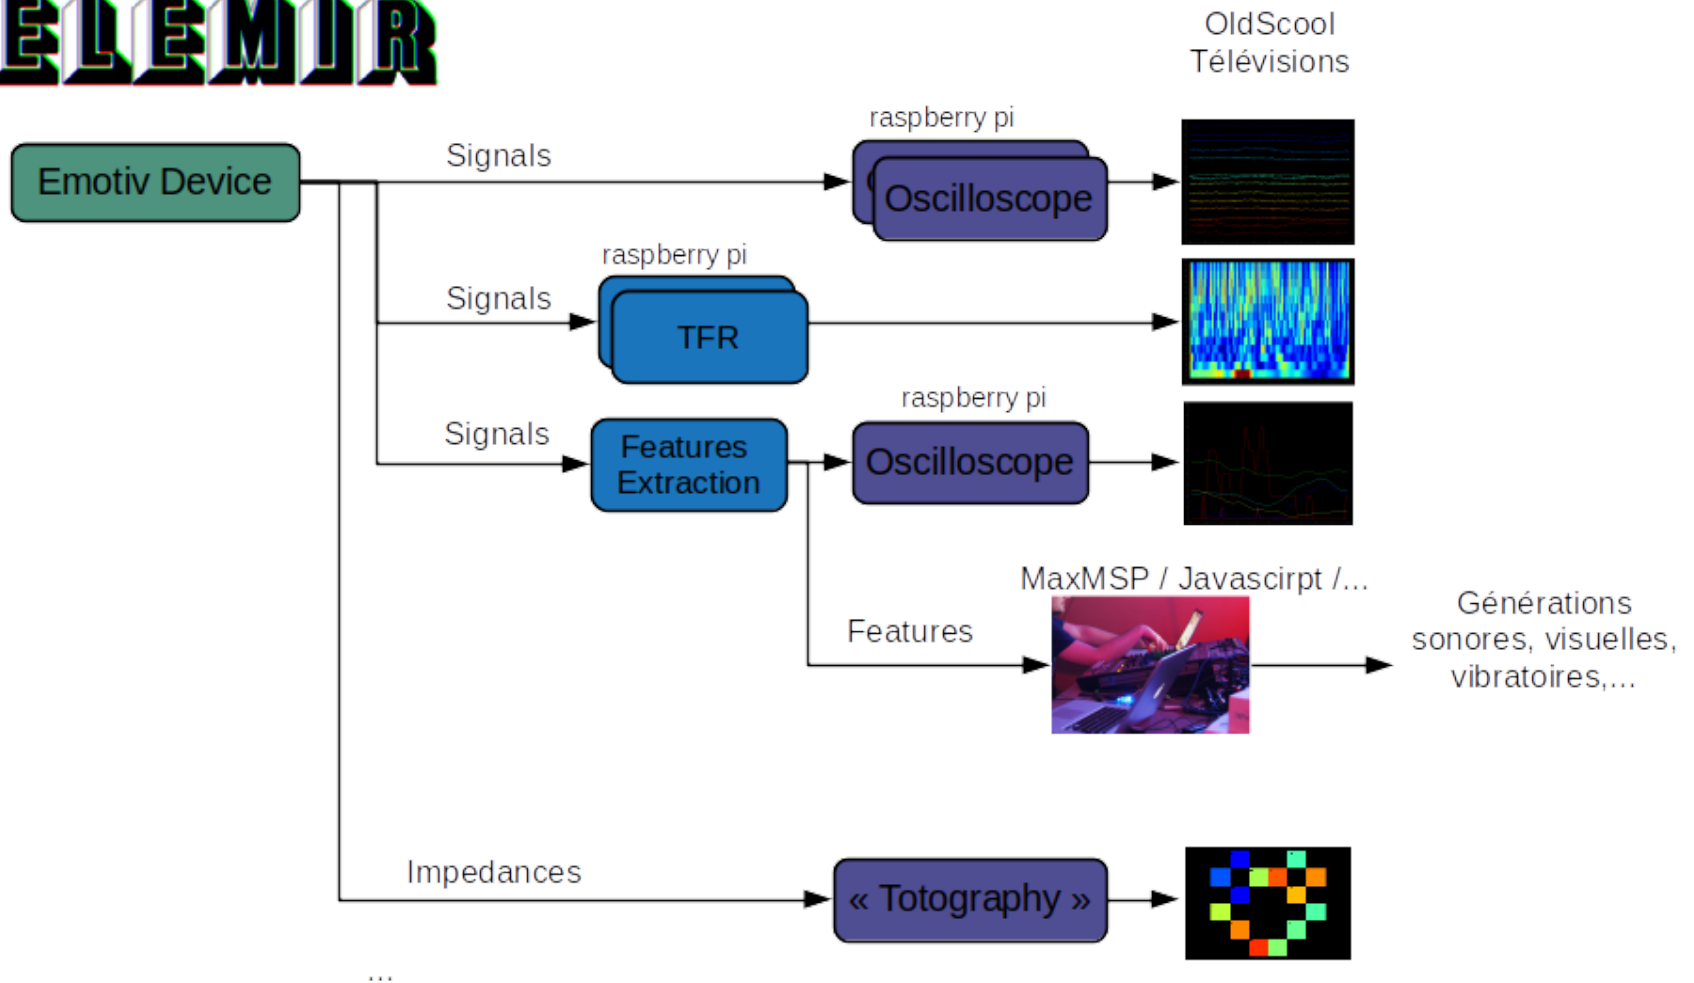 ELEMIR
OldScool
Télévisions
raspberry pi
Signals
Emotiv Device
Oscilloscope
raspberry pi
Signals
TFR
raspberry pi
Signals
Features
Extraction
Oscilloscope
MaxMSP / Javascirpt /...
Features
Générations
sonores, visuelles,
vibratoires,...
Impedances
« Totography »
...